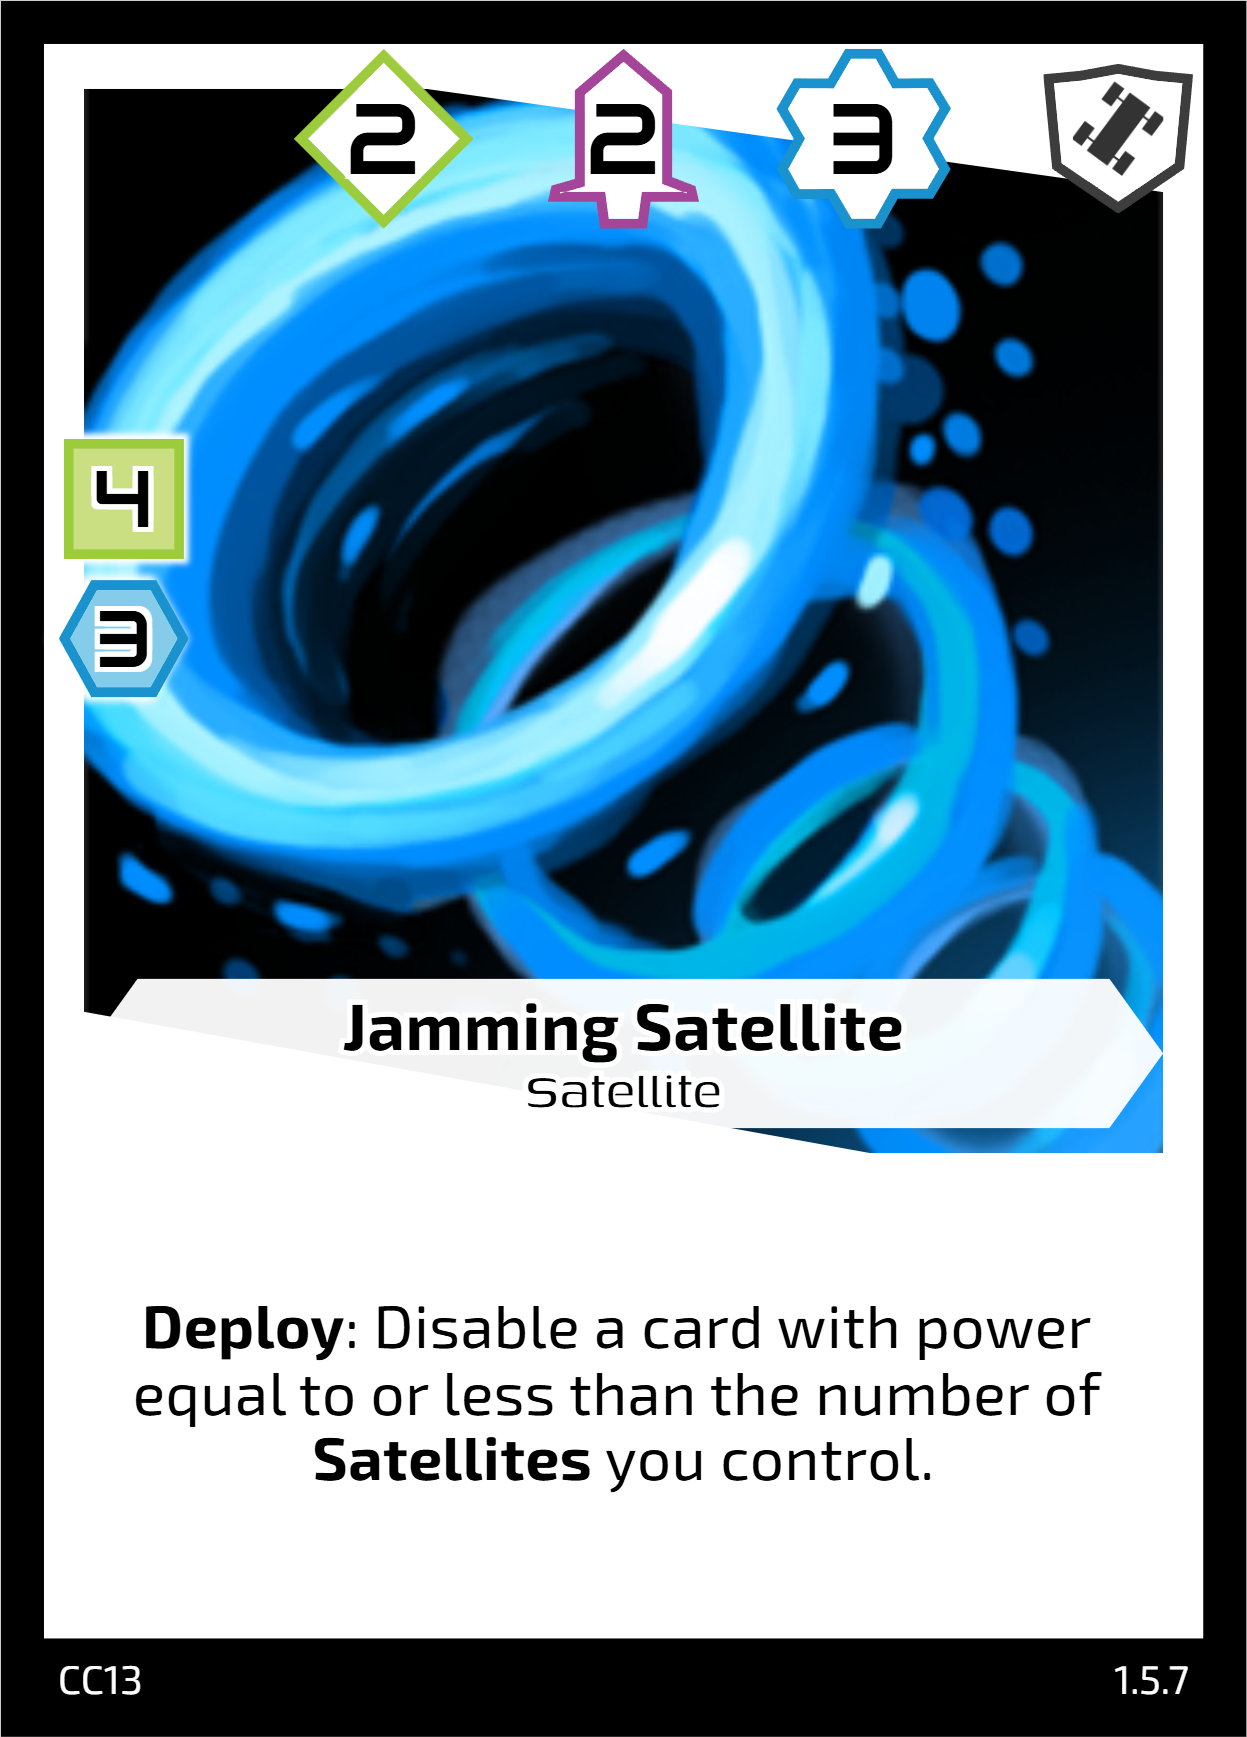 2 2 3
4
3
Jamming Satellite
Satellite
Deploy: Disable a card with power
equal to or less than the number of
Satellites you control.
CC13 1.5.7